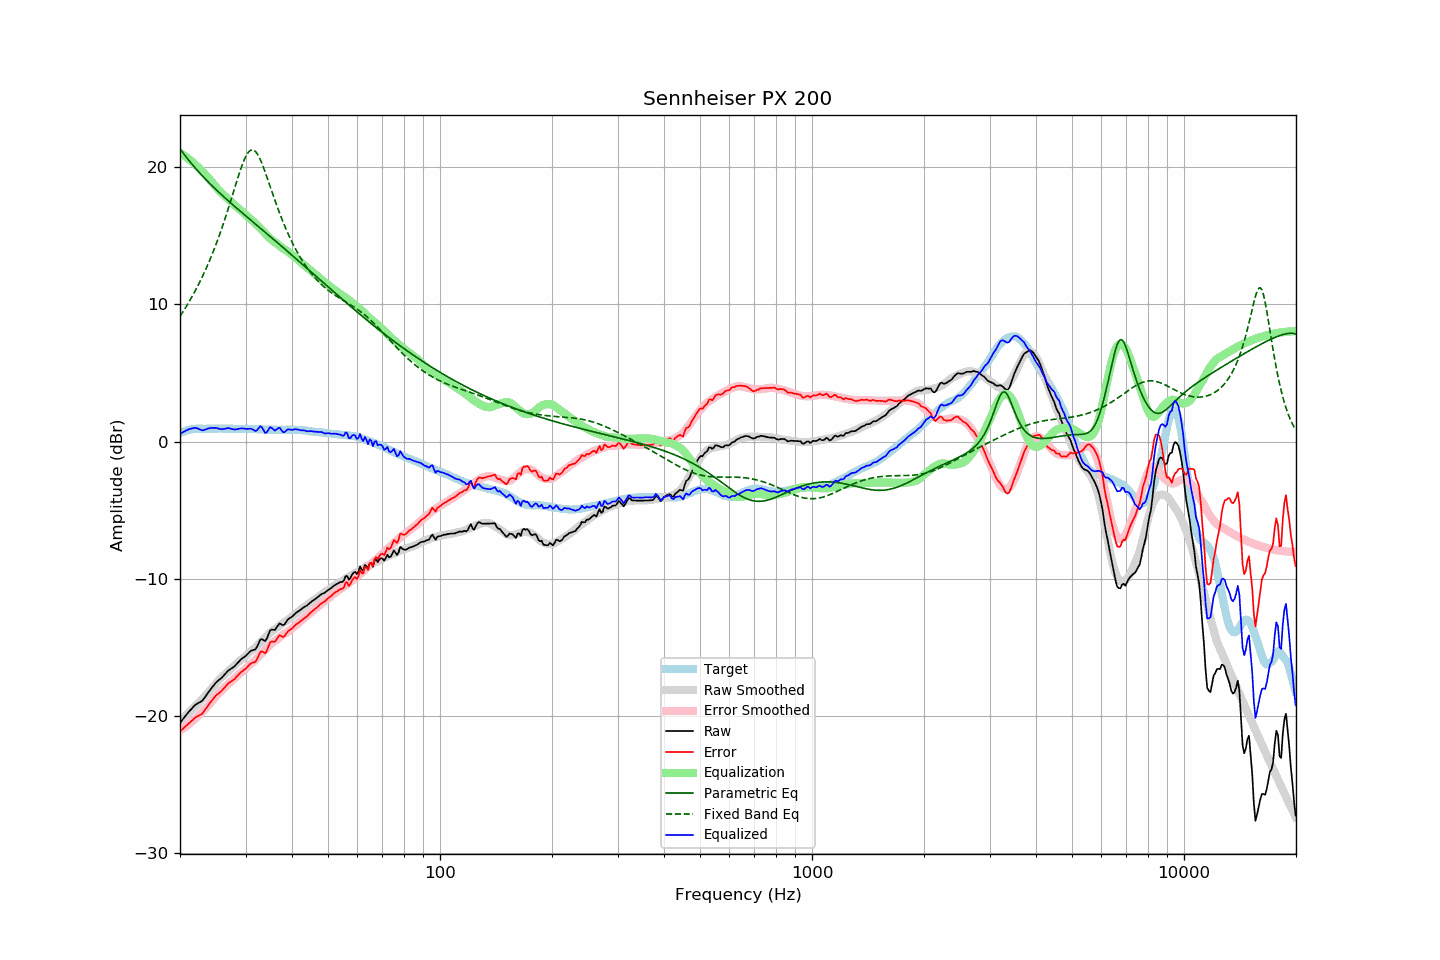 Sennheiser PX 200
Amplitude (dBr)
20
10
0
−10
−20
−30
100
1000
10000
Frequency (Hz)
Target
Raw Smoothed
Error Smoothed
Raw
Error
Equalization
Parametric Eq
Fixed Band Eq
Equalized